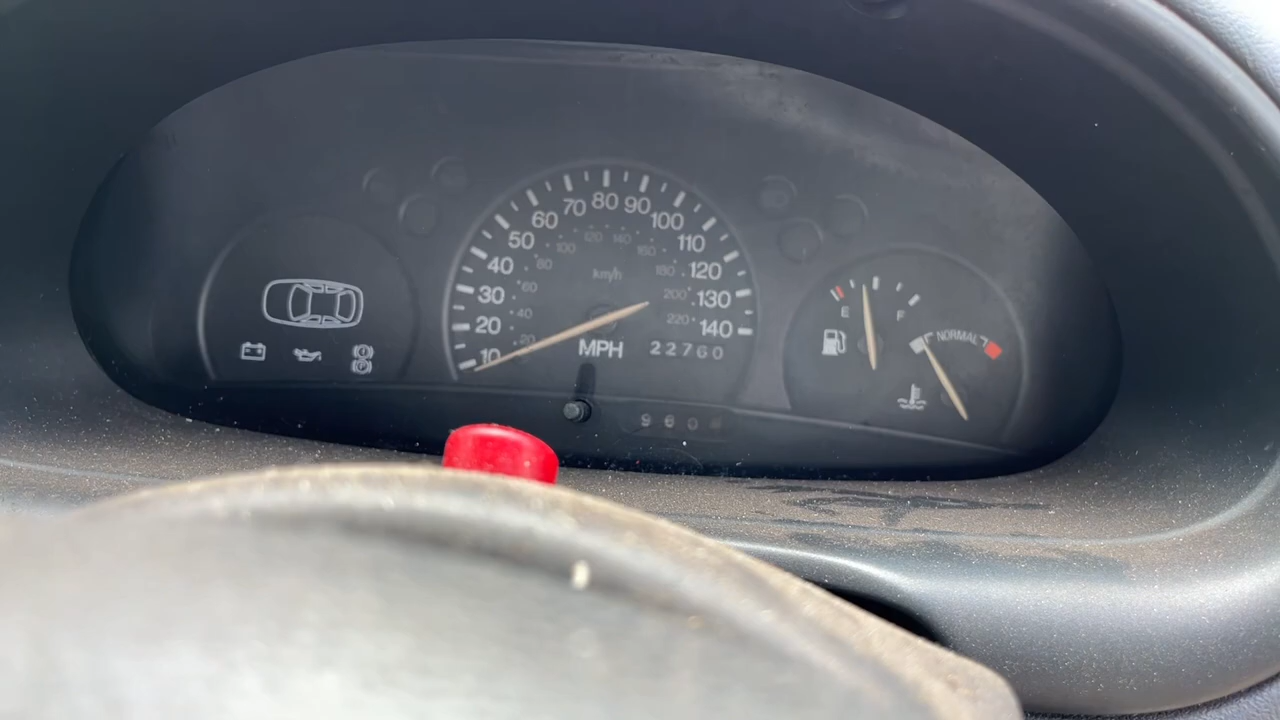 10 20 30 40 50 60 70 80 90 100 110 120 130 140
20 40 60 80 100 120 140 160 180 200 220
km/h
MPH
22760
960
E F
NORMAL